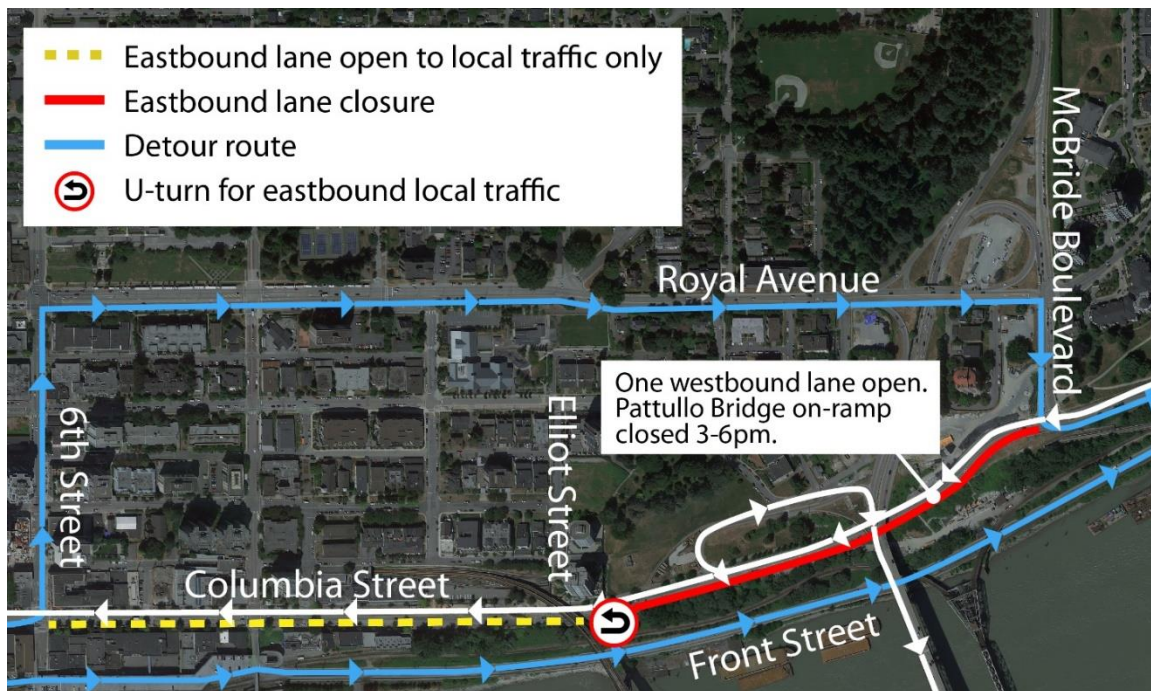 Eastbound lane open to local traffic only
Eastbound lane closure
Detour route
U-turn for eastbound local traffic
McBride Boulevard
Royal Avenue
One westbound lane open.
Pattullo Bridge on-ramp
closed 3-6pm.
6th Street
Elliot Street
Columbia Street
Front Street